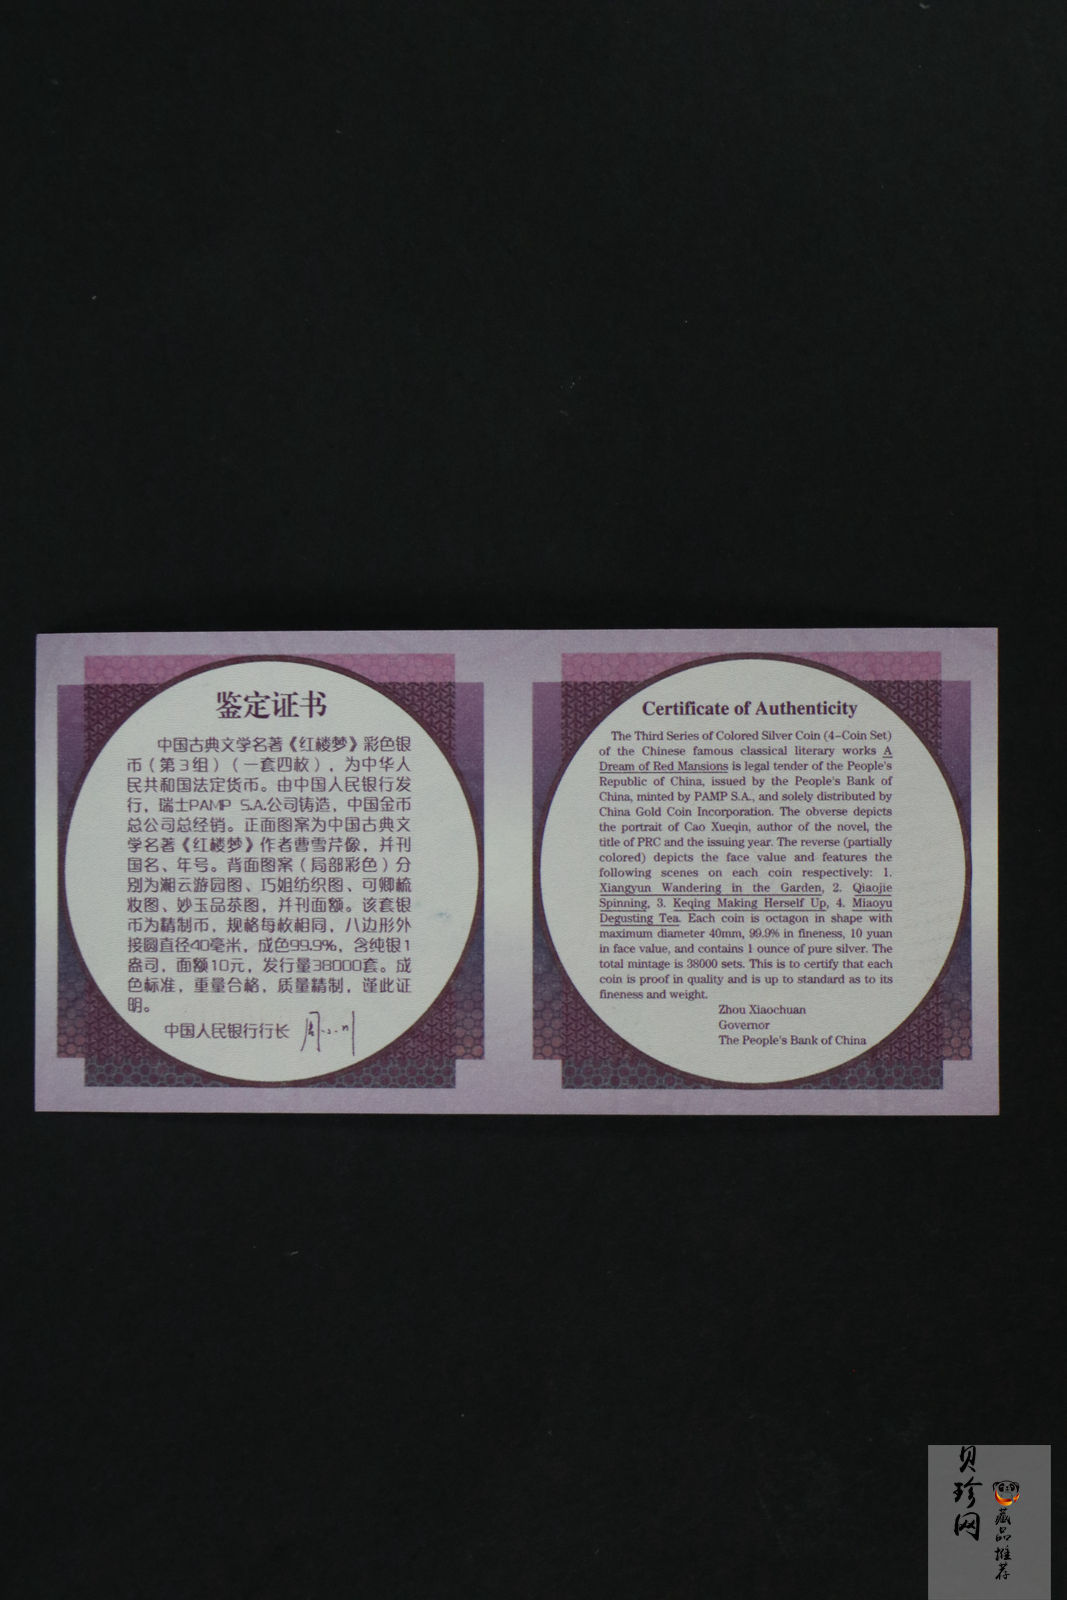 鉴定证书
中国古典文学名著《红楼梦》彩色银
币（第3组）（一套四枚），为中华人
民共和国法定货币。由中国人民银行发
行，瑞士PAMP S.A.公司铸造，中国金币
总公司总经销。正面图案为中国古典文
学名著《红楼梦》作者曹雪芹像，并刊
国名、年号。背面图案（局部彩色）分
别为湘云游园图、巧姐纺织图、可卿梳
妆图、妙玉品茶图，并刊面额。该套银
币为精制币，规格每枚相同，八边形外
接圆直径40毫米，成色99.9%，含纯银1
盎司，面额10元，发行量38000套。成
色标准，重量合格，质量精制，谨此证
明。
中国人民银行行长 周小川
Certificate of Authenticity
The Third Series of Colored Silver Coin (4-Coin Set)
of the Chinese famous classical literary works A
Dream of Red Mansions is legal tender of the People's
Republic of China, issued by the People's Bank of
China, minted by PAMP S.A., and solely distributed by
China Gold Coin Incorporation. The obverse depicts
the portrait of Cao Xueqin, author of the novel, the
title of PRC and the issuing year. The reverse (partially
colored) depicts the face value and features the
following scenes on each coin respectively: 1.
Xiangyun Wandering in the Garden, 2. Qiaojie
Spinning, 3. Keqing Making Herself Up, 4. Miaoyu
Degusting Tea. Each coin is octagon in shape with
maximum diameter 40mm, 99.9% in fineness, 10 yuan
in face value, and contains 1 ounce of pure silver. The
total mintage is 38000 sets. This is to certify that each
coin is proof in quality and is up to standard as to its
fineness and weight.
Zhou Xiaochuan
Governor
The People's Bank of China
贝珍网
藏品推荐